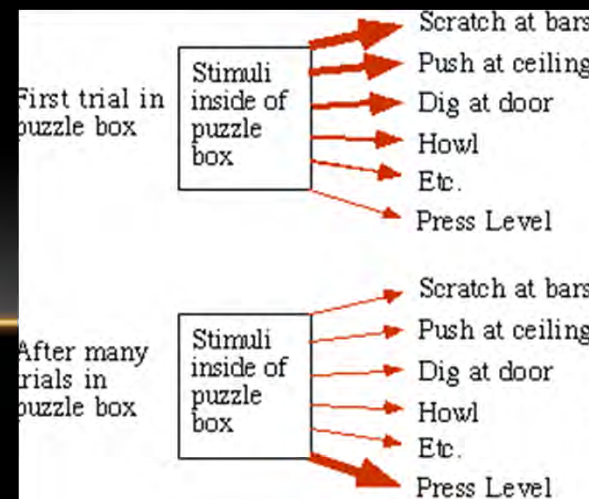 First trial in
puzzle box
Stimuli
inside of
puzzle
box
Scratch at bars
Push at ceiling
Dig at door
Howl
Etc.
Press Level
After many
trials in
puzzle box
Stimuli
inside of
puzzle
box
Scratch at bars
Push at ceiling
Dig at door
Howl
Etc.
Press Level